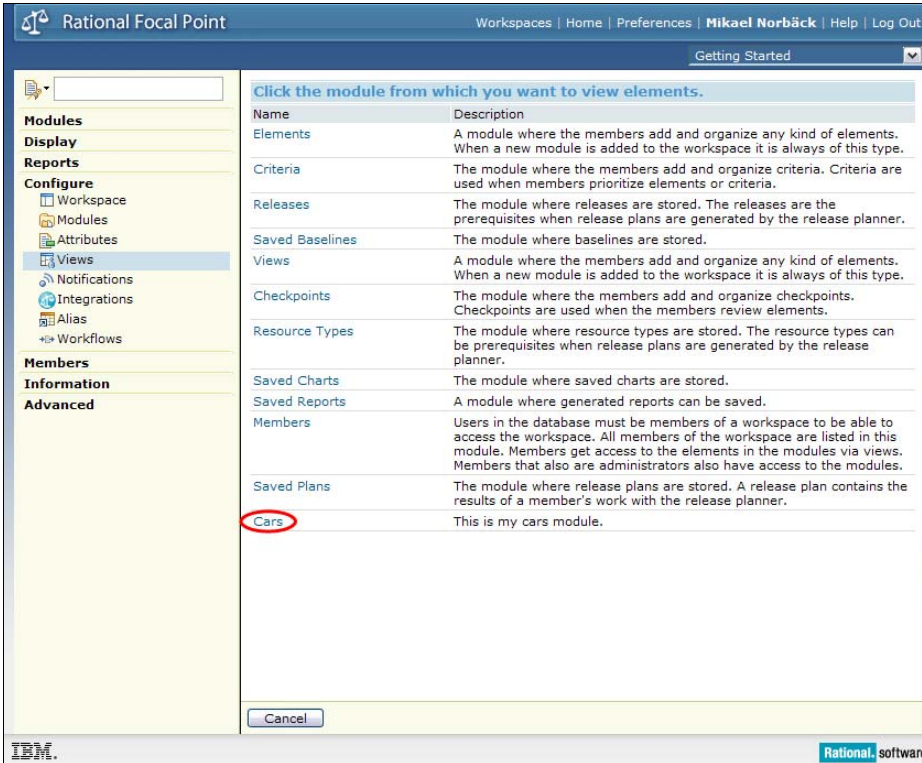 Rational Focal Point
Workspaces | Home | Preferences | Mikael Norbäck | Help | Log Out
Getting Started
Modules
Display
Reports
Configure
Workspace
Modules
Attributes
Views
Notifications
Integrations
Alias
Workflows
Members
Information
Advanced
Click the module from which you want to view elements.
Name Description
Elements A module where the members add and organize any kind of elements.
When a new module is added to the workspace it is always of this type.
Criteria The module where the members add and organize criteria. Criteria are
used when members prioritize elements or criteria.
Releases The module where releases are stored. The releases are the
prerequisites when release plans are generated by the release planner.
Saved Baselines The module where baselines are stored.
Views A module where the members add and organize any kind of elements.
When a new module is added to the workspace it is always of this type.
Checkpoints The module where the members add and organize checkpoints.
Checkpoints are used when the members review elements.
Resource Types The module where resource types are stored. The resource types can
be prerequisites when release plans are generated by the release
planner.
Saved Charts The module where saved charts are stored.
Saved Reports A module where generated reports can be saved.
Members Users in the database must be members of a workspace to be able to
access the workspace. All members of the workspace are listed in this
module. Members get access to the elements in the modules via views.
Members that also are administrators also have access to the modules.
Saved Plans The module where release plans are stored. A release plan contains the
results of a member's work with the release planner.
Cars This is my cars module.
Cancel
IBM.
Rational. software